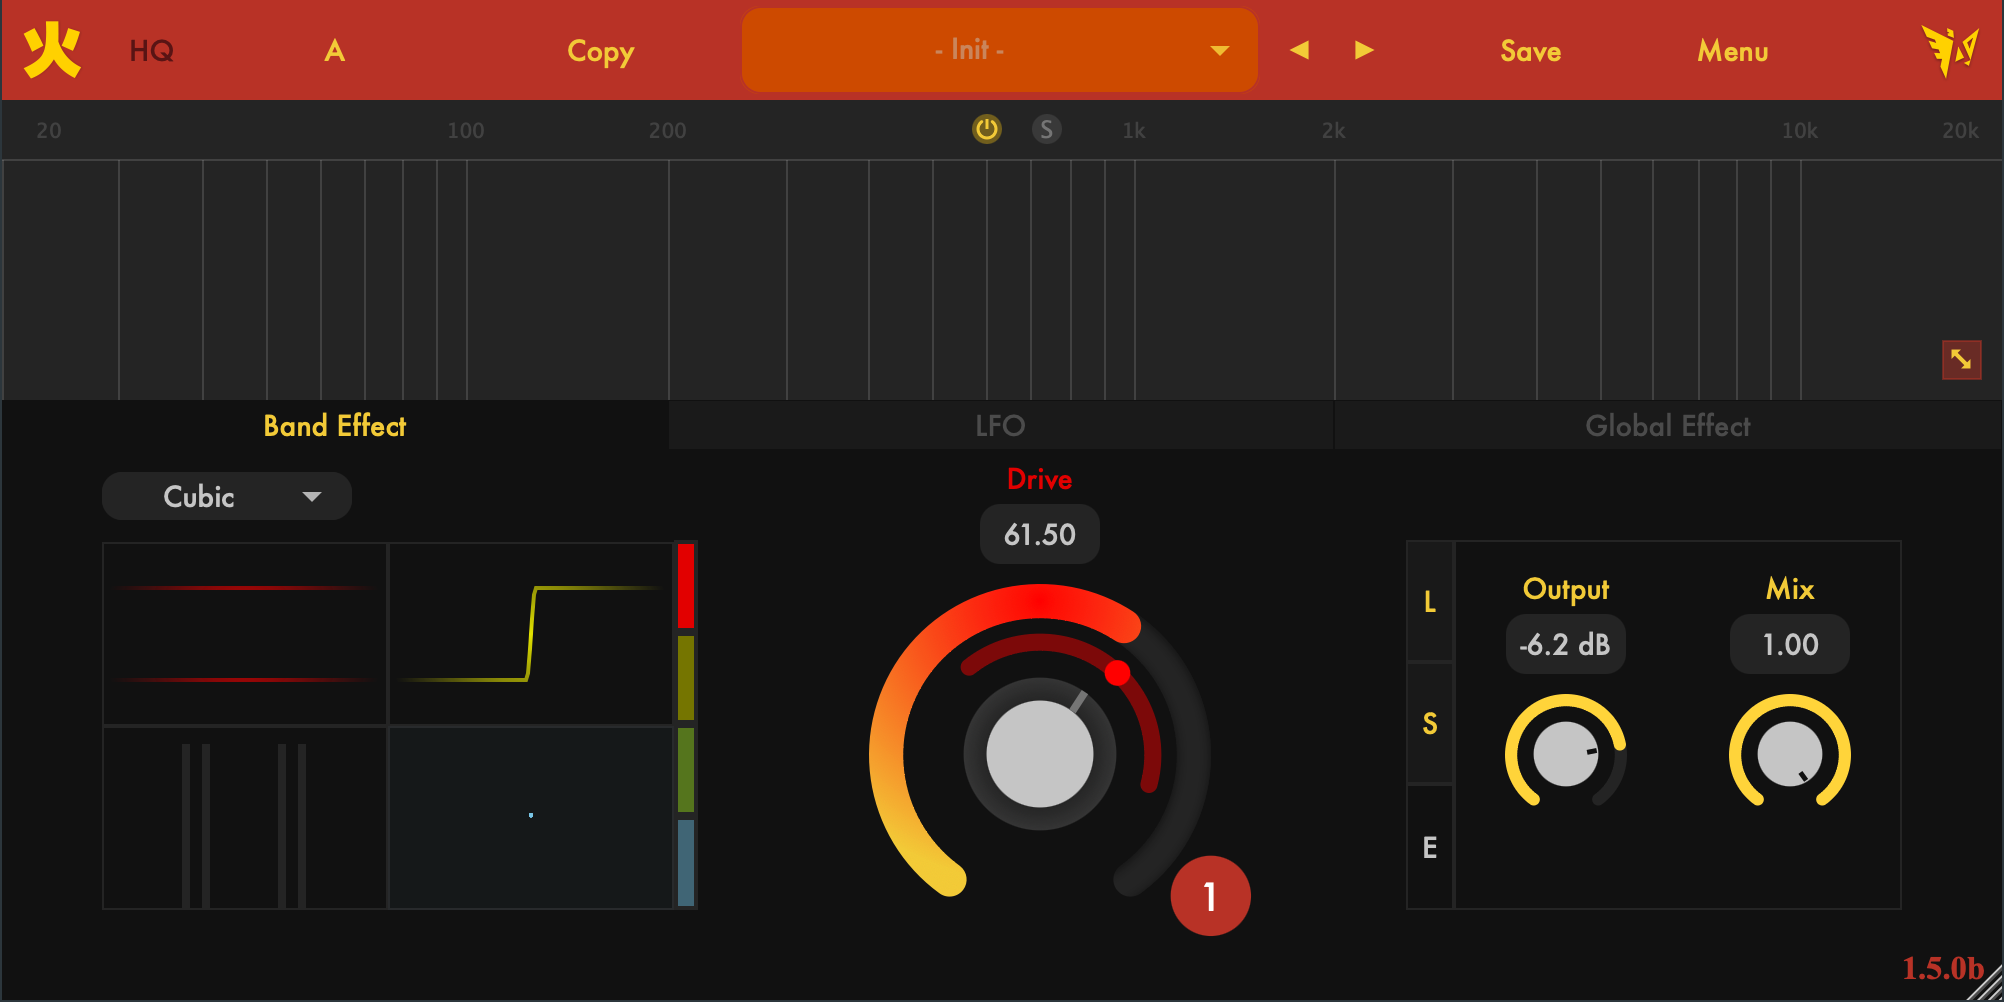 火 HQ A Copy - Init - Save Menu
20 100 200 S 1k 2k 10k 20k
Band Effect LFO Global Effect
Cubic
Drive
61.50
L
S
E
Output Mix
-6.2 dB 1.00
1
1.5.0b